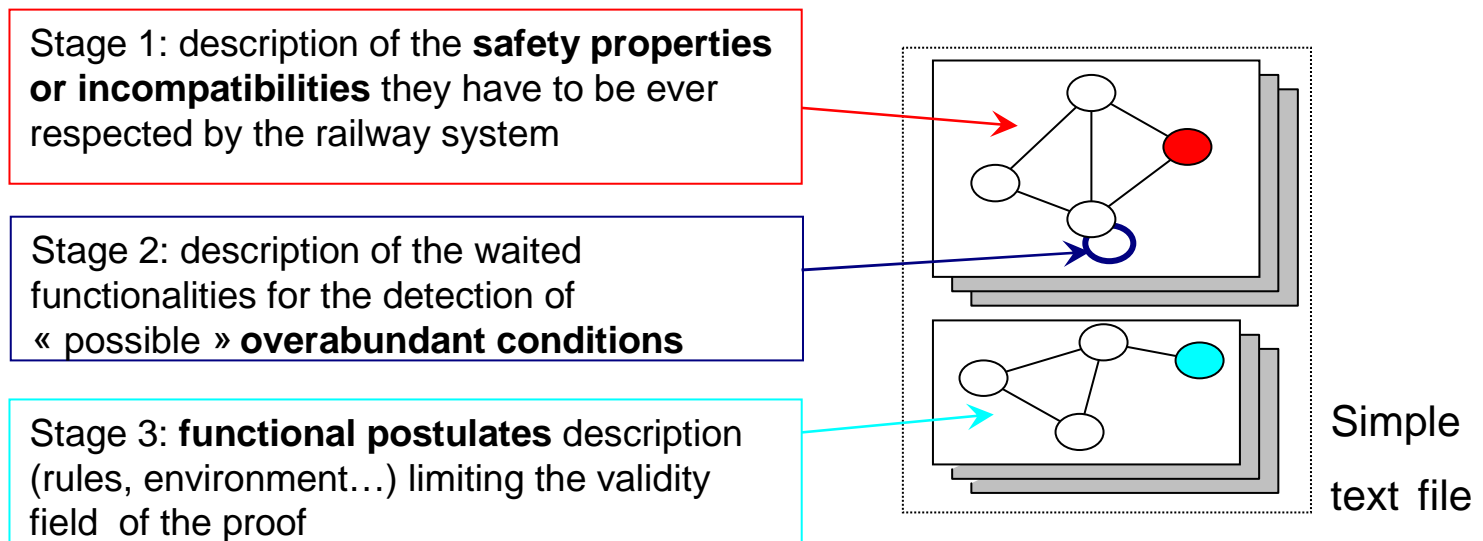 Stage 1: description of the safety properties
or incompatibilities they have to be ever
respected by the railway system
Stage 2: description of the waited
functionalities for the detection of
« possible » overabundant conditions
Stage 3: functional postulates description
(rules, environment…) limiting the validity
field of the proof
Simple
text file